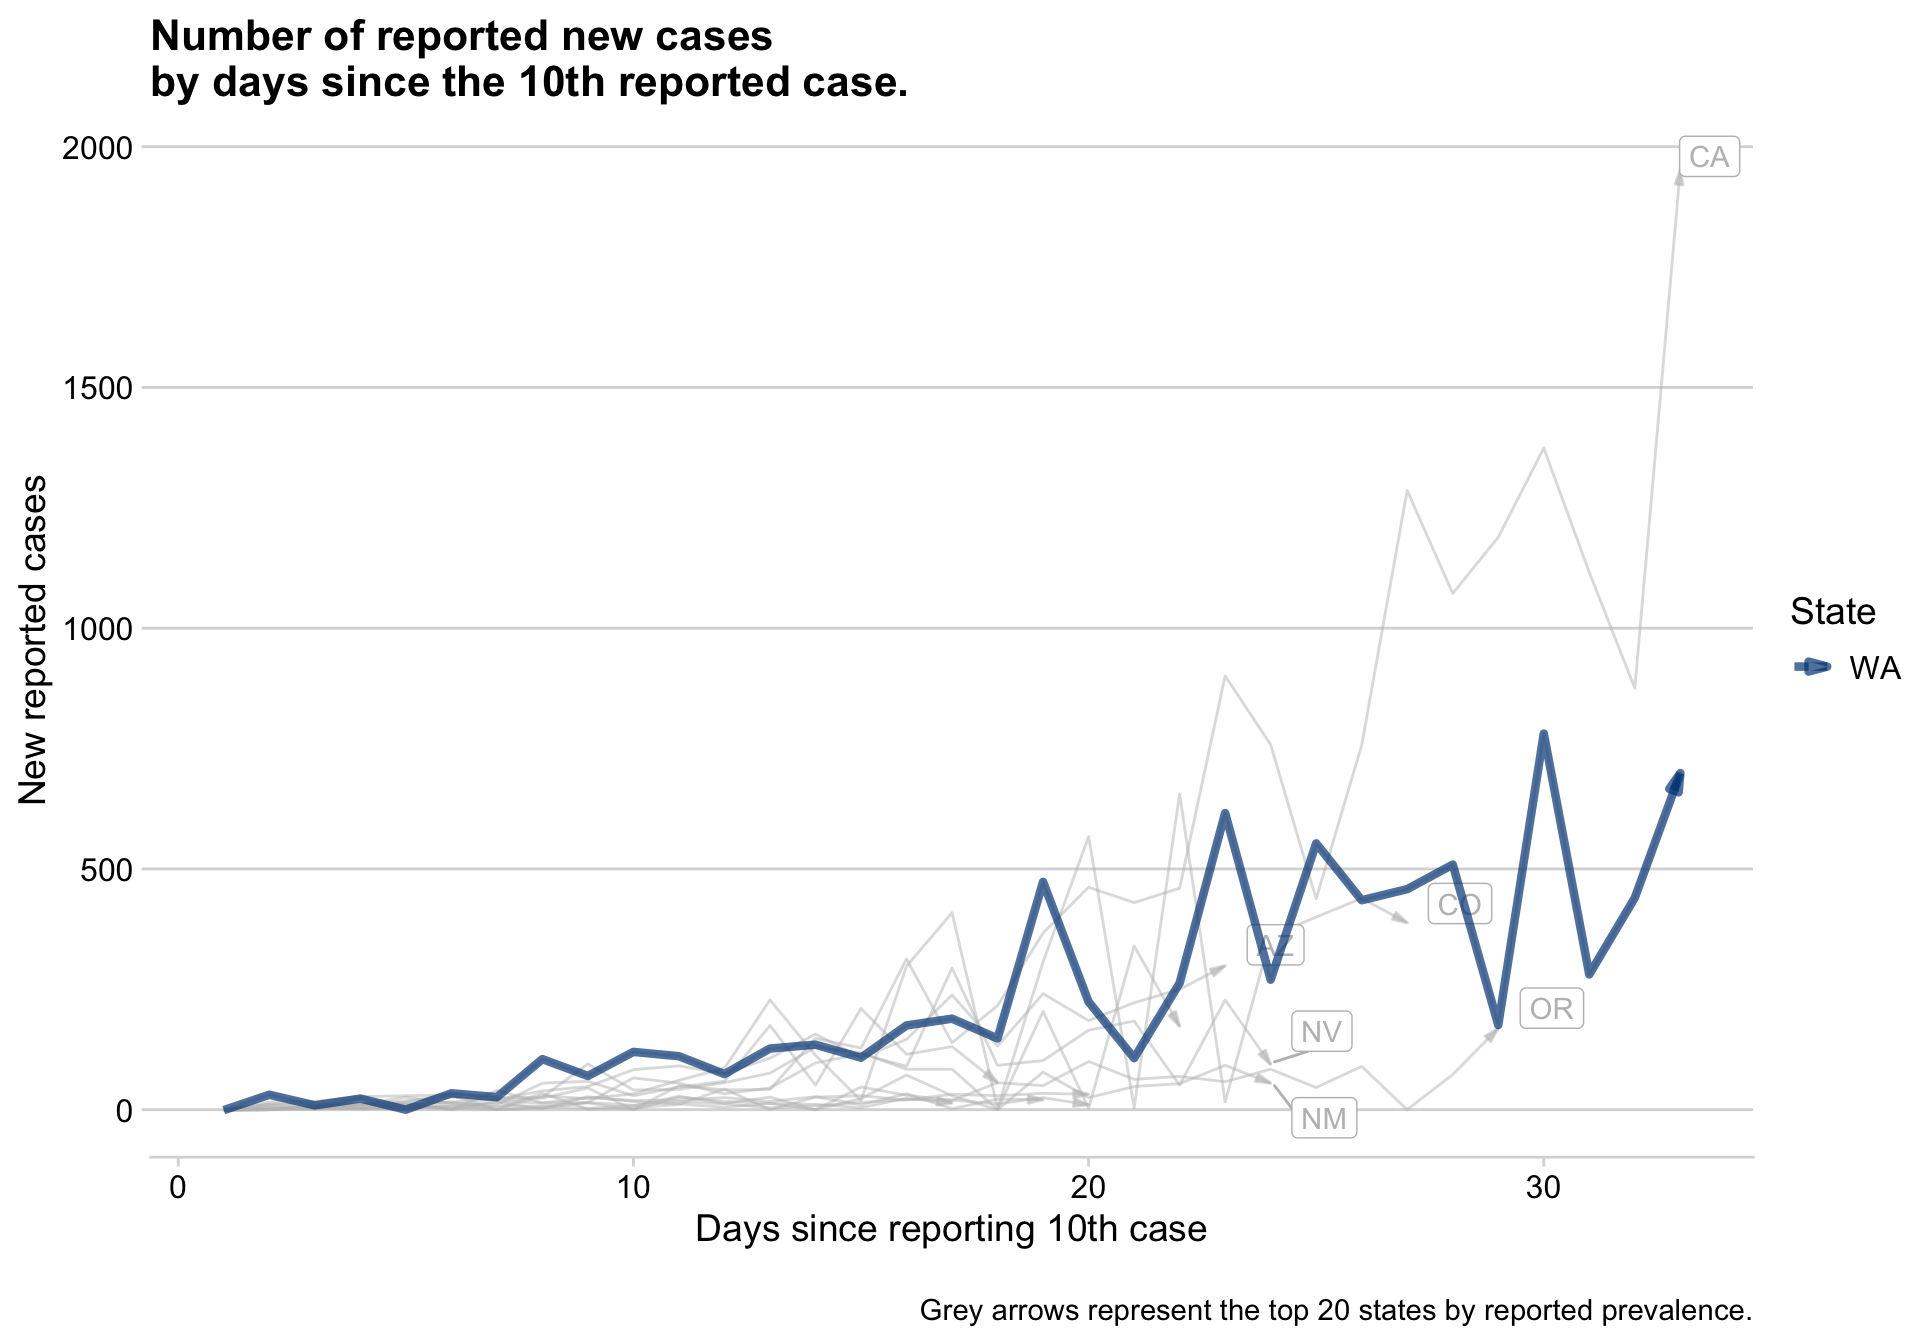 Number of reported new cases
by days since the 10th reported case.
2000
1500
1000
500
0
New reported cases
CA
CO
AZ
OR
NV
NM
State
WA
0 10 20 30
Days since reporting 10th case
Grey arrows represent the top 20 states by reported prevalence.